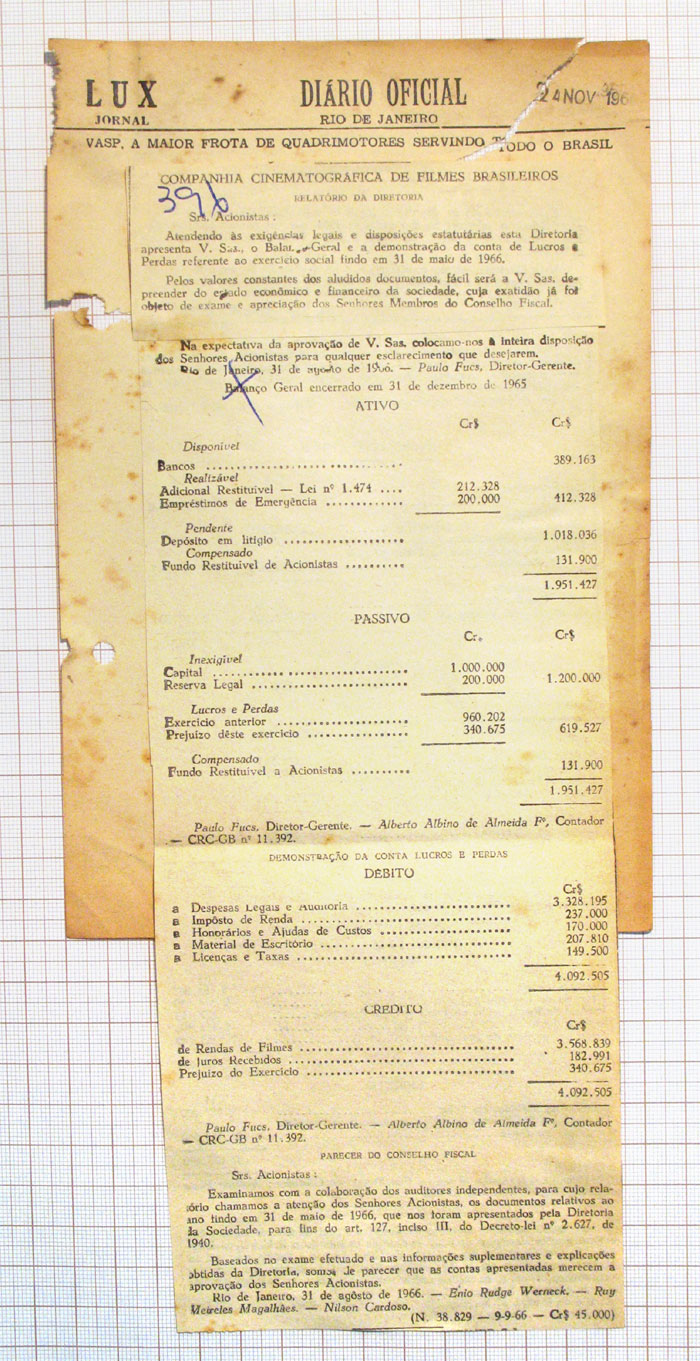 LUX
JORNAL
DIÁRIO OFICIAL
RIO DE JANEIRO
24 NOV 196
VASP. A MAIOR FROTA DE QUADRIMOTORES SERVINDO TODO O BRASIL
COMPANHIA CINEMATOGRÁFICA DE FILMES BRASILEIROS
396
RELATÓRIO DA DIRETORIA
Srs. Acionistas :
Atendendo às exigências legais e disposições estatutárias esta Diretoria
apresenta V. Sas., o Balan Geral e a demonstração da conta de Lucros e
Perdas referente ao exercício social findo em 31 de maio de 1966.
Pelos valores constantes dos aludidos documentos, fácil será a V. Sas. de-
preender do estado econômico e financeiro da sociedade, cuja exatidão já foi
objeto de exame e apreciação dos Senhores Membros do Conselho Fiscal.
Na expectativa da aprovação de V. Sas. colocamo-nos à inteira disposição
dos Senhores Acionistas para qualquer esclarecimento que desejarem.
Rio de Janeiro, 31 de agosto de 1966. — Paulo Fucs, Diretor-Gerente.
Balanço Geral encerrado em 31 de dezembro de 1965
ATIVO
Cr$ Cr$
Disponível
Bancos .......... 389.163
Realizável
Adicional Restituível — Lei nº 1.474 .... 212.328
Empréstimos de Emergência .......... 200.000 412.328
Pendente
Depósito em litígio .......... 1.018.036
Compensado
Fundo Restituível de Acionistas .......... 131.900
1.951.427
PASSIVO
Cr. Cr$
Inexigível
Capital .......... 1.000.000
Reserva Legal .......... 200.000 1.200.000
Lucros e Perdas
Exercício anterior .......... 960.202
Prejuízo dêste exercício .......... 340.675 619.527
Compensado
Fundo Restituível a Acionistas .......... 131.900
1.951.427
Paulo Fucs, Diretor-Gerente. — Alberto Albino de Almeida Fº, Contador
— CRC-GB nº 11.392.
DEMONSTRAÇÃO DA CONTA LUCROS E PERDAS
DÉBITO
Cr$
a Despesas Legais e Auditoria .......... 3.328.195
a Impôsto de Renda .......... 237.000
a Honorários e Ajudas de Custos .......... 170.000
a Material de Escritório .......... 207.810
a Licenças e Taxas .......... 149.500
4.092.505
CRÉDITO
Cr$
de Rendas de Filmes .......... 3.568.839
de Juros Recebidos .......... 182.991
Prejuízo do Exercício .......... 340.675
4.092.505
Paulo Fucs, Diretor-Gerente. — Alberto Albino de Almeida Fº, Contador
— CRC-GB nº 11.392.
PARECER DO CONSELHO FISCAL
Srs. Acionistas :
Examinamos com a colaboração dos auditores independentes, para cujo rela-
tório chamamos a atenção dos Senhores Acionistas, os documentos relativos ao
ano findo em 31 de maio de 1966, que nos foram apresentados pela Diretoria
da Sociedade, para fins do art. 127, inciso III, do Decreto-lei nº 2.627, de
1940.
Baseados no exame efetuado e nas informações suplementares e explicações
obtidas da Diretoria, somos de parecer que as contas apresentadas merecem a
aprovação dos Senhores Acionistas.
Rio de Janeiro, 31 de agôsto de 1966. — Enio Rudge Werneck. — Ruy
Meireles Magalhães. — Nilson Cardoso.
(N. 38.829 — 9-9-66 — Cr$ 45.000)